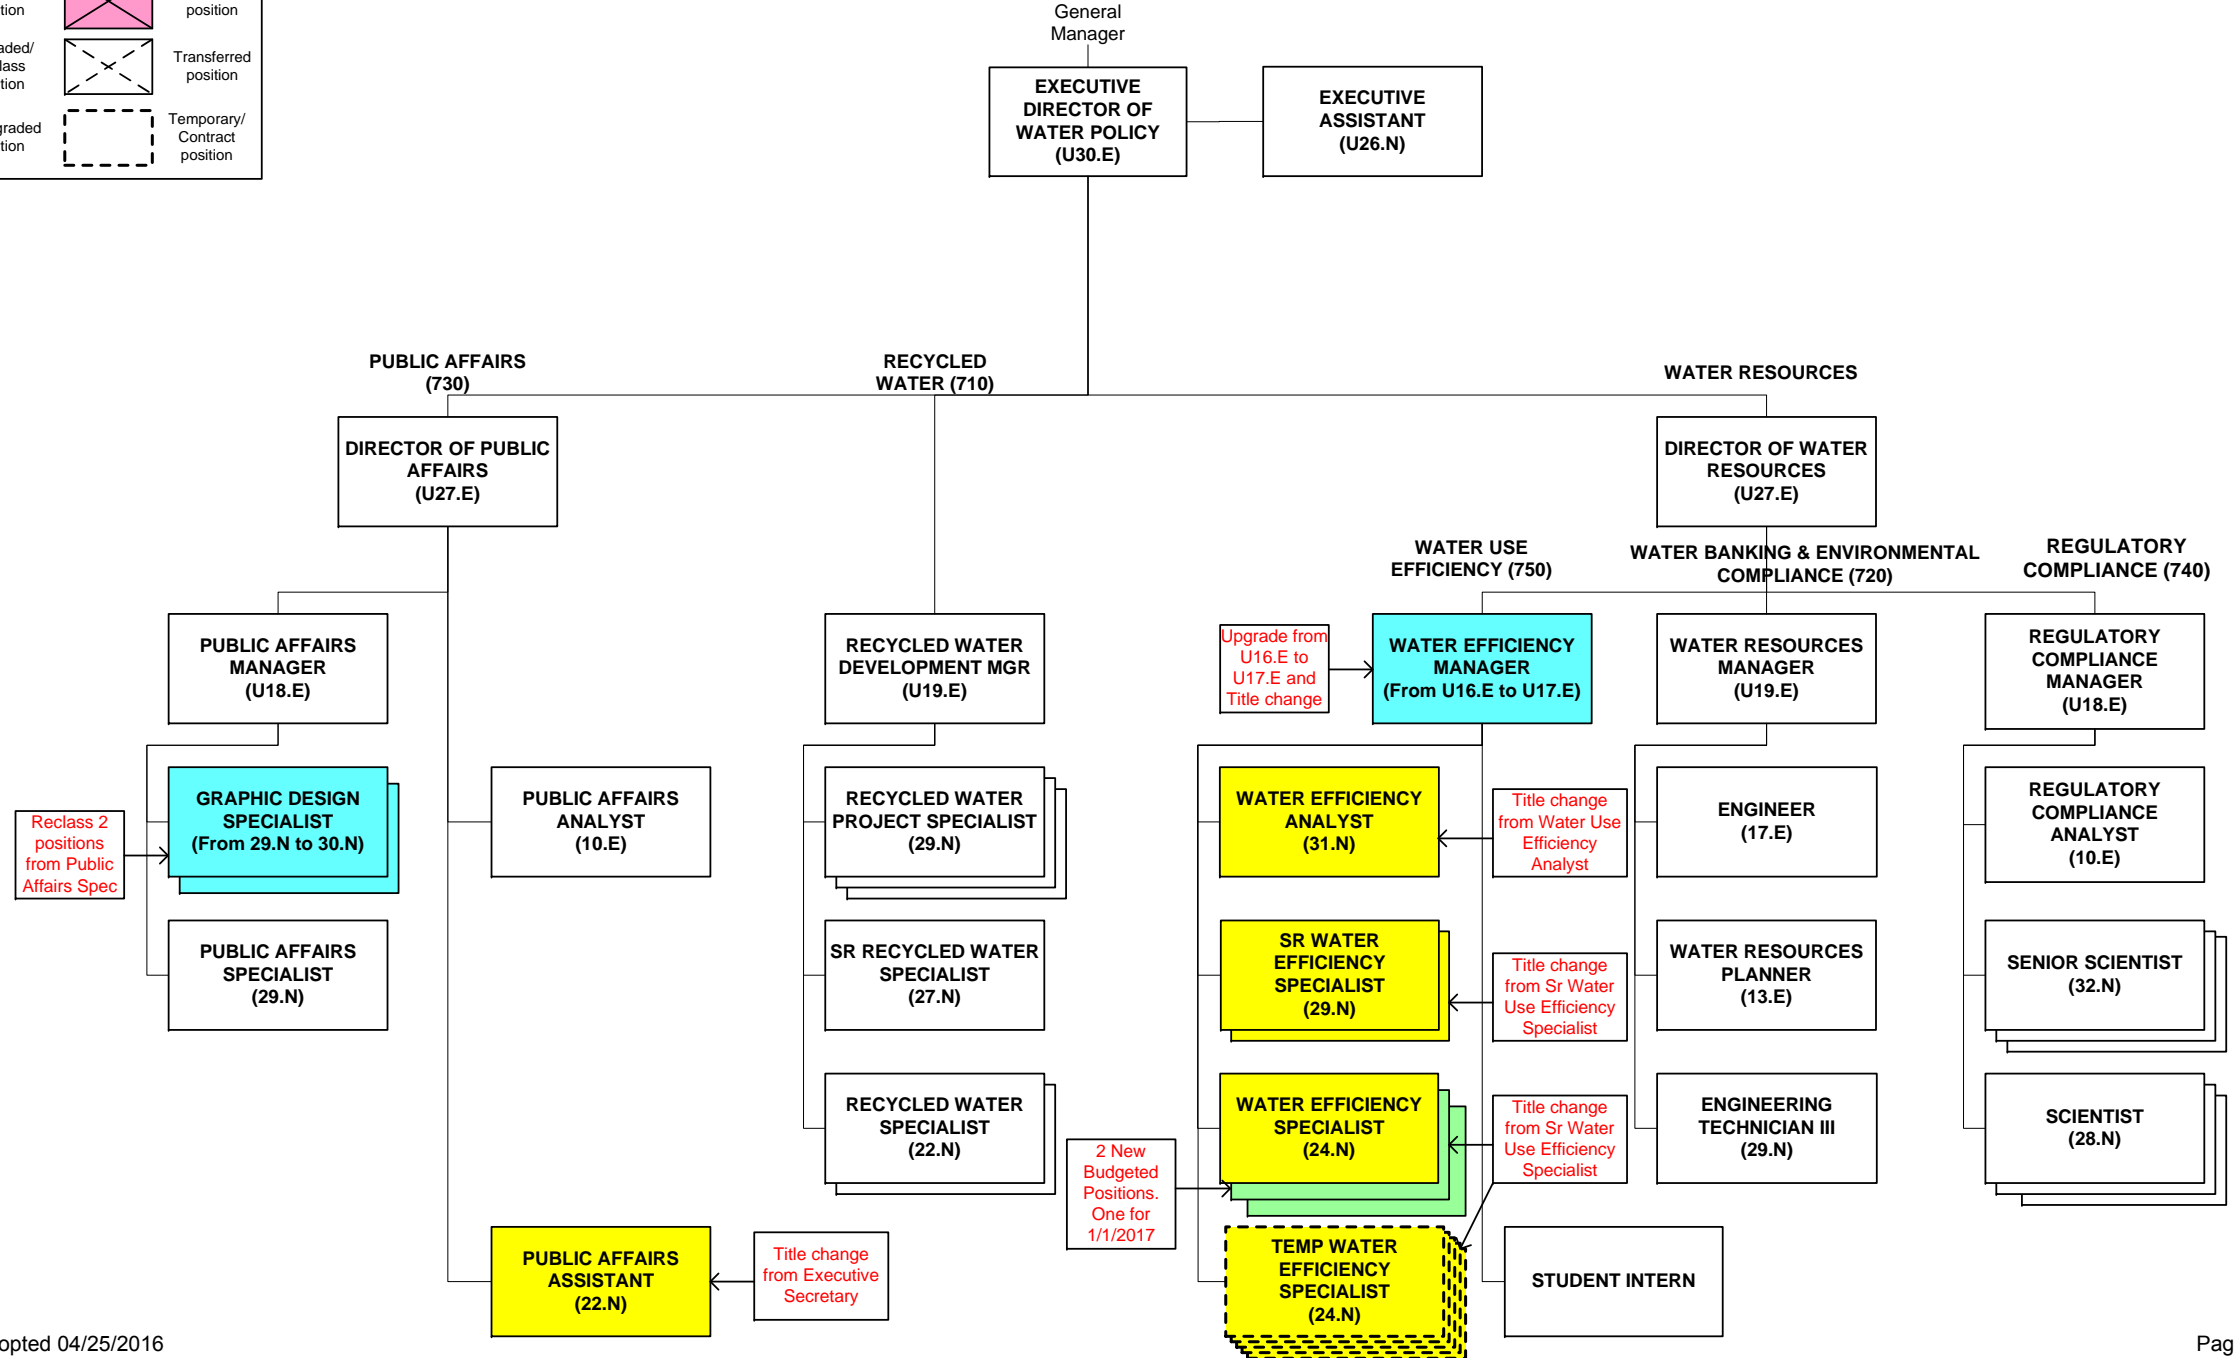 position
Transferred
position
Temporary/
Contract
position
General
Manager
EXECUTIVE
DIRECTOR OF
WATER POLICY
(U30.E)
EXECUTIVE
ASSISTANT
(U26.N)
PUBLIC AFFAIRS
(730)
RECYCLED
WATER (710)
WATER RESOURCES
DIRECTOR OF PUBLIC
AFFAIRS
(U27.E)
DIRECTOR OF WATER
RESOURCES
(U27.E)
WATER USE
EFFICIENCY (750)
WATER BANKING & ENVIRONMENTAL
COMPLIANCE (720)
REGULATORY
COMPLIANCE (740)
PUBLIC AFFAIRS
MANAGER
(U18.E)
RECYCLED WATER
DEVELOPMENT MGR
(U19.E)
Upgrade from
U16.E to
U17.E and
Title change
WATER EFFICIENCY
MANAGER
(From U16.E to U17.E)
WATER RESOURCES
MANAGER
(U19.E)
REGULATORY
COMPLIANCE
MANAGER
(U18.E)
Reclass 2
positions
from Public
Affairs Spec
GRAPHIC DESIGN
SPECIALIST
(From 29.N to 30.N)
PUBLIC AFFAIRS
ANALYST
(10.E)
RECYCLED WATER
PROJECT SPECIALIST
(29.N)
WATER EFFICIENCY
ANALYST
(31.N)
Title change
from Water Use
Efficiency
Analyst
ENGINEER
(17.E)
REGULATORY
COMPLIANCE
ANALYST
(10.E)
PUBLIC AFFAIRS
SPECIALIST
(29.N)
SR RECYCLED WATER
SPECIALIST
(27.N)
SR WATER
EFFICIENCY
SPECIALIST
(29.N)
Title change
from Sr Water
Use Efficiency
Specialist
WATER RESOURCES
PLANNER
(13.E)
SENIOR SCIENTIST
(32.N)
RECYCLED WATER
SPECIALIST
(22.N)
2 New
Budgeted
Positions.
One for
1/1/2017
WATER EFFICIENCY
SPECIALIST
(24.N)
Title change
from Sr Water
Use Efficiency
Specialist
ENGINEERING
TECHNICIAN III
(29.N)
SCIENTIST
(28.N)
PUBLIC AFFAIRS
ASSISTANT
(22.N)
Title change
from Executive
Secretary
TEMP WATER
EFFICIENCY
SPECIALIST
(24.N)
STUDENT INTERN
04/25/2016